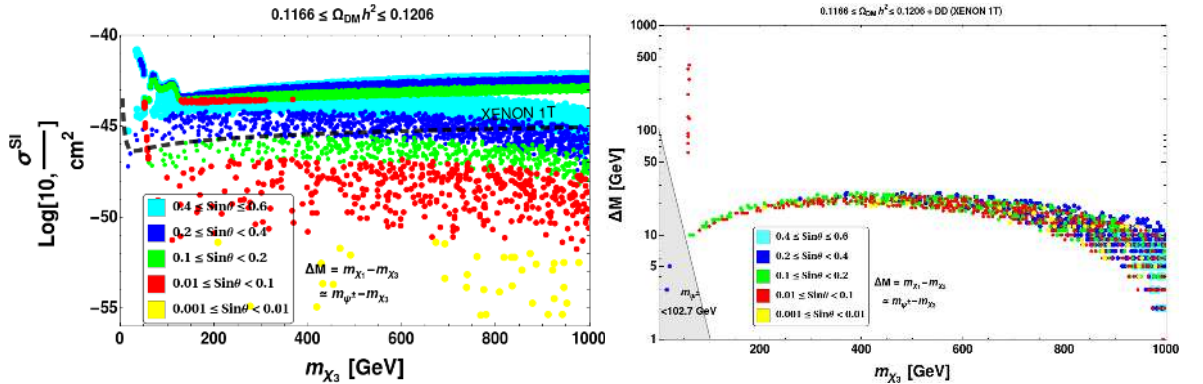 0.1166 ≤ Ω_DM h² ≤ 0.1206
Log[10, σ^SI / cm²]
-40
-45
-50
-55
XENON 1T
0.4 ≤ Sinθ ≤ 0.6
0.2 ≤ Sinθ < 0.4
0.1 ≤ Sinθ < 0.2
0.01 ≤ Sinθ < 0.1
0.001 ≤ Sinθ < 0.01
ΔM = m_χ₁ − m_χ₃
≃ m_ψ± − m_χ₃
0 200 400 600 800 1000
m_χ₃ [GeV]
0.1166 ≤ Ω_DM h² ≤ 0.1206 + DD (XENON 1T)
ΔM [GeV]
1000
500
100
50
10
5
1
m_ψ±
<102.7 GeV
0.4 ≤ Sinθ ≤ 0.6
0.2 ≤ Sinθ < 0.4
0.1 ≤ Sinθ < 0.2
0.01 ≤ Sinθ < 0.1
0.001 ≤ Sinθ < 0.01
ΔM = m_χ₁ − m_χ₃
≃ m_ψ± − m_χ₃
200 400 600 800 1000
m_χ₃ [GeV]